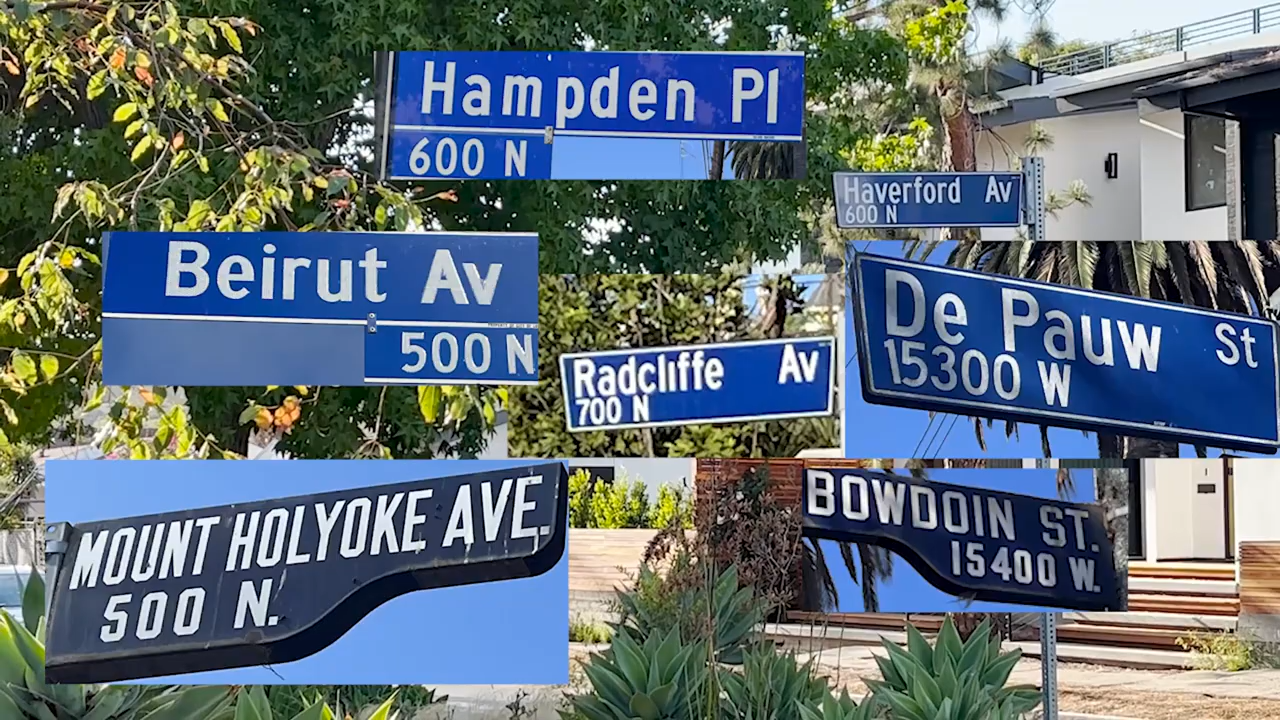 Hampden Pl
600 N
Haverford Av
600 N
Beirut Av
500 N
Radcliffe Av
700 N
De Pauw St
15300 W
MOUNT HOLYOKE AVE.
500 N.
BOWDOIN ST.
15400 W.